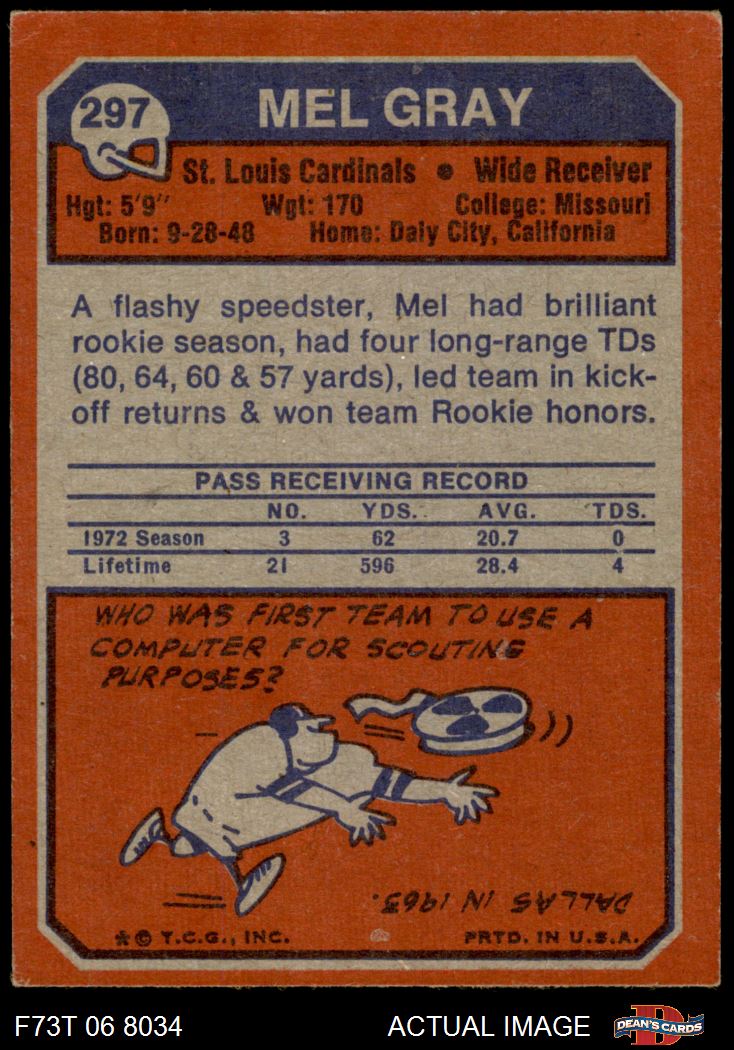 297
MEL GRAY
St. Louis Cardinals • Wide Receiver
Hgt: 5'9" Wgt: 170 College: Missouri
Born: 9-28-48 Home: Daly City, California
A flashy speedster, Mel had brilliant
rookie season, had four long-range TDs
(80, 64, 60 & 57 yards), led team in kick-
off returns & won team Rookie honors.
PASS RECEIVING RECORD
NO. YDS. AVG. TDS.
1972 Season 3 62 20.7 0
Lifetime 21 596 28.4 4
WHO WAS FIRST TEAM TO USE A
COMPUTER FOR SCOUTING
PURPOSES?
DALLAS IN 1963.
* © T.C.G., INC. PRTD. IN U.S.A.
F73T 06 8034 ACTUAL IMAGE
D
DEAN'S CARDS